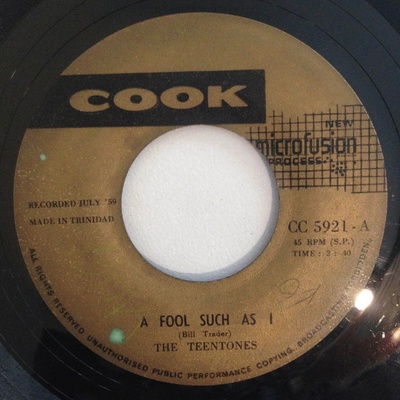 COOK
NEW
microfusion
PROCESS
RECORDED JULY '59
MADE IN TRINIDAD
CC 5921-A
45 RPM (S.P.)
TIME : 2 : 40
A FOOL SUCH AS I
(Bill Trader)
THE TEENTONES
ALL RIGHTS RESERVED. UNAUTHORISED PUBLIC PERFORMANCE COPYING, BROADCASTING FORBIDDEN.